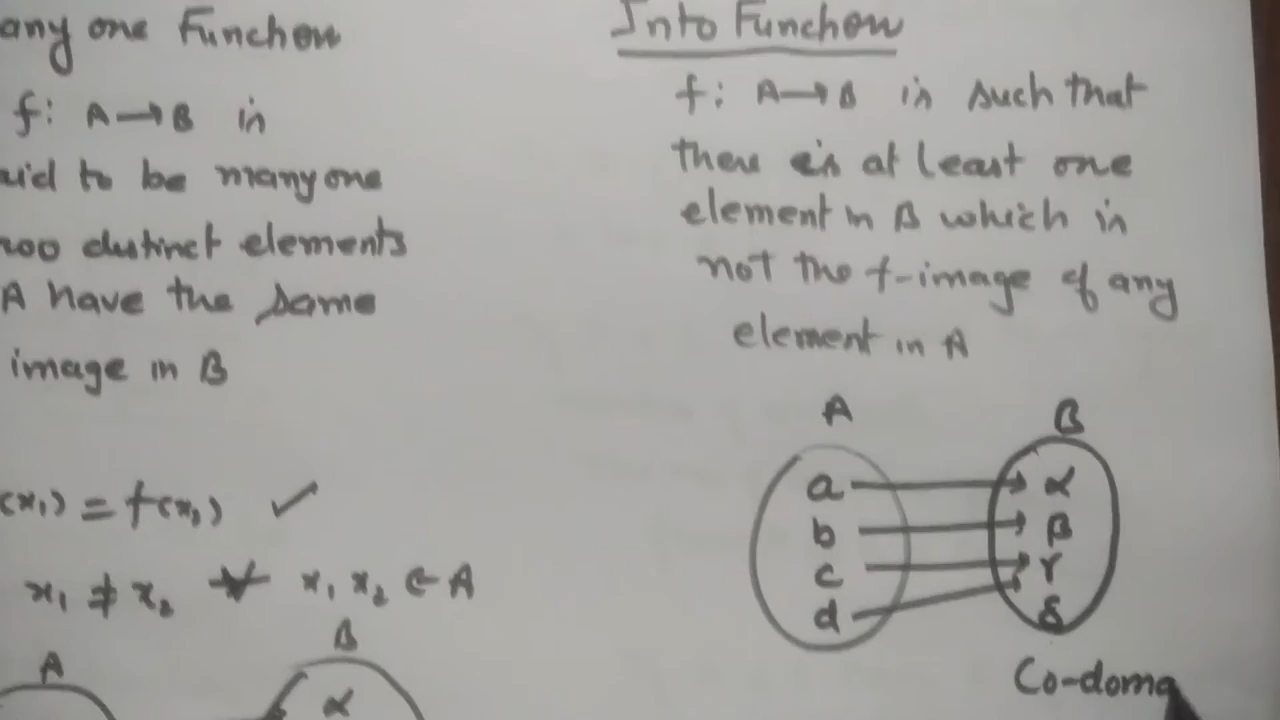 any one Function
f: A→B is
uid to be many one
two distinct elements
A have the same
image in B
(x₁) = f(x₂) ✓
x₁ ≠ x₂ ∀ x₁ x₂ ∈ A
A
B
α
Into Function
f: A→B is such that
there is at least one
element in B which is
not the f-image of any
element in A
A
B
a
α
b
β
c
γ
d
δ
Co-doma